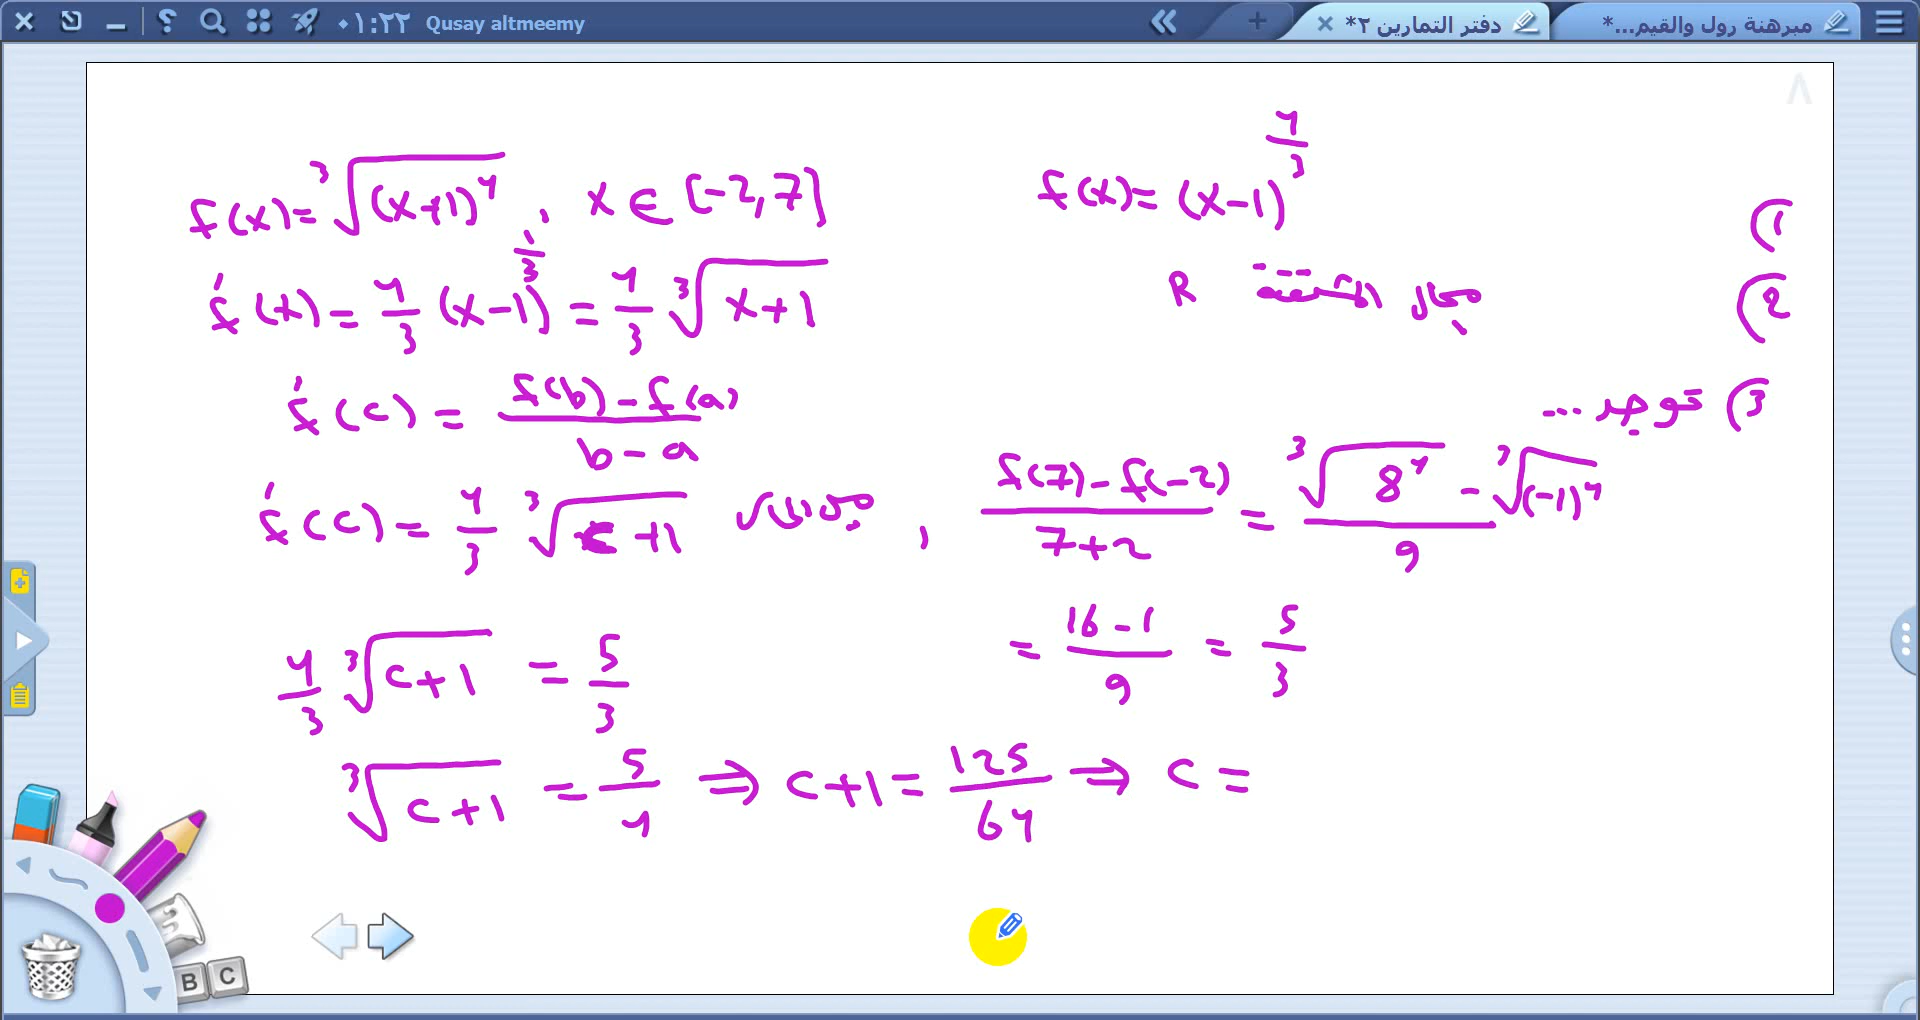 ٠١:٢٢ Qusay altmeemy
دفتر التمارين ٢*
مبرهنة رول والقيم...*
f(x)=∛(x+1)⁴ , x ∈ [-2,7]
f(x)= (x-1)^(4/3)
(1
f'(x) = 4/3 (x-1)^(1/3) = 4/3 ∛(x+1)
R
(2
f'(c) = (f(b)-f(a))/(b-a)
(3 توجد ...
f'(c) = 4/3 ∛(c+1) , (f(7)-f(-2))/(7+2) = (∛8⁴ - ∛(-1)⁴)/9
= (16-1)/9 = 5/3
4/3 ∛(c+1) = 5/3
∛(c+1) = 5/4 ⇒ c+1 = 125/64 ⇒ c =
B C